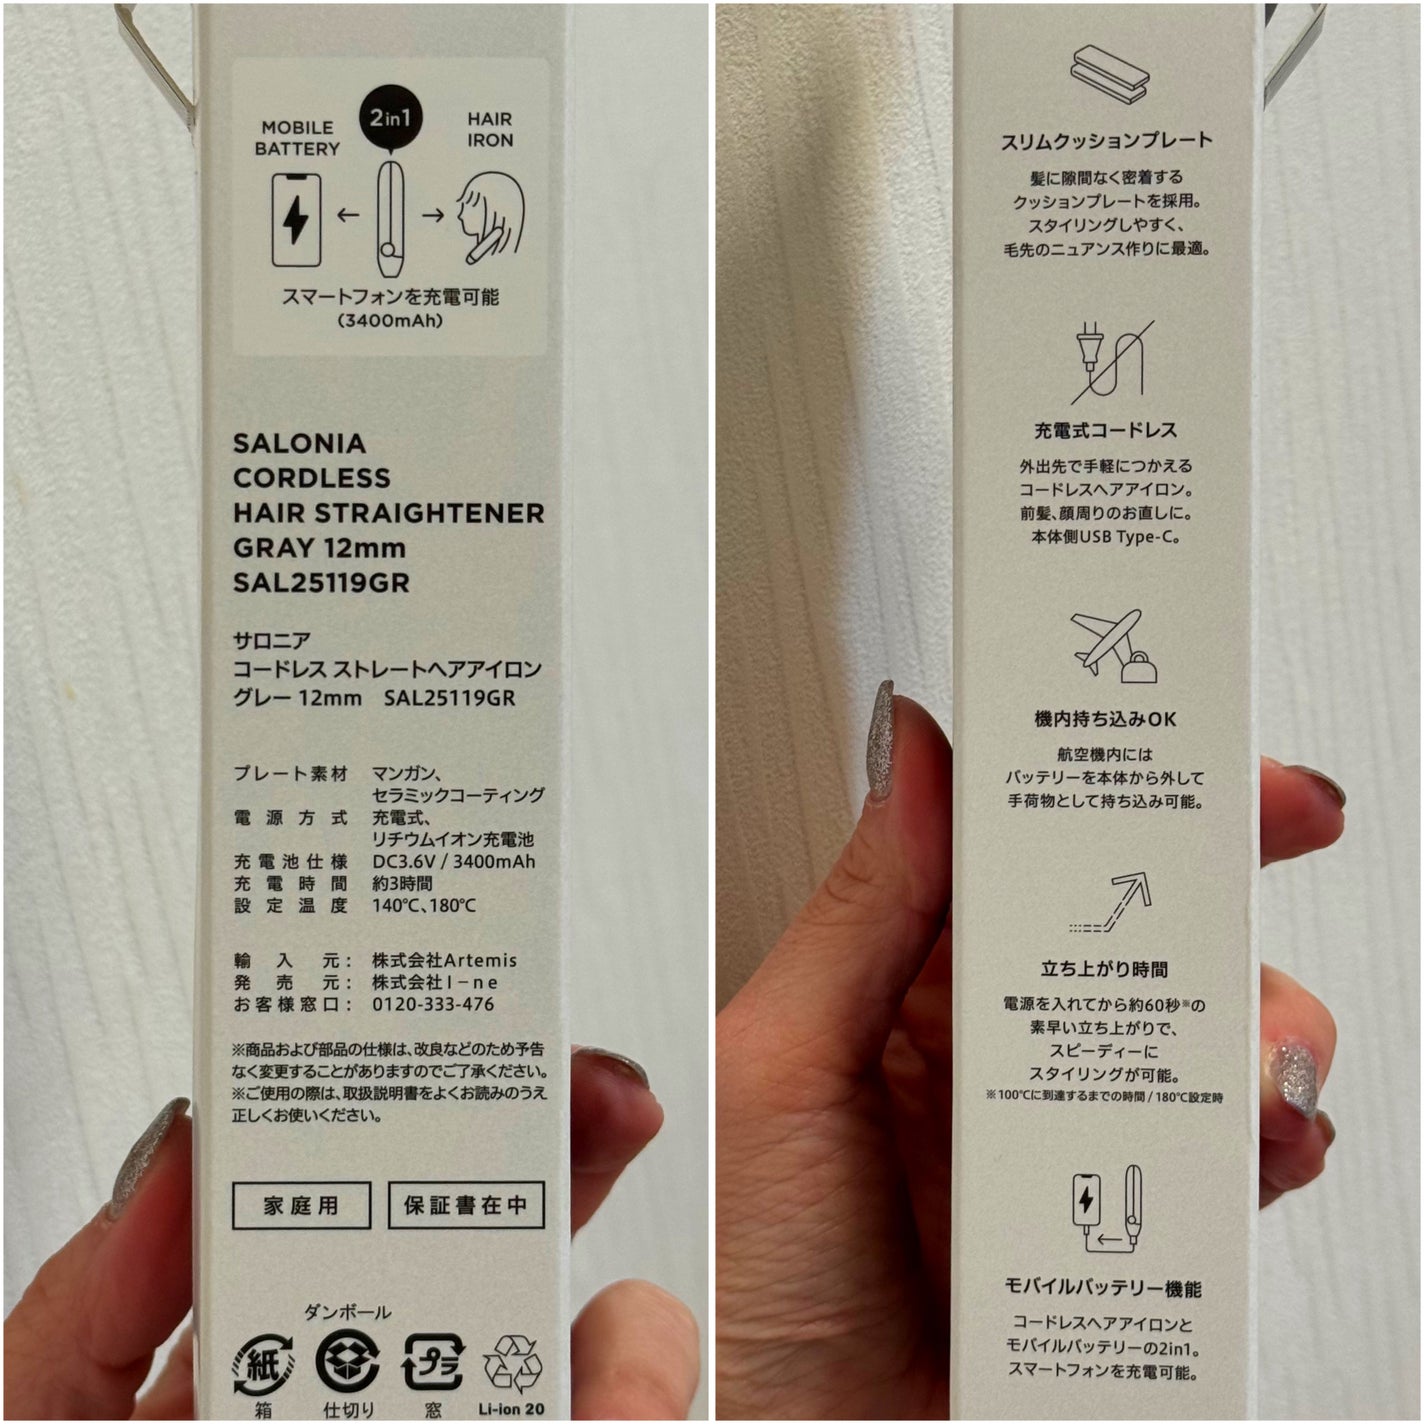 MOBILE
BATTERY
2in1
HAIR
IRON
スマートフォンを充電可能
(3400mAh)
SALONIA
CORDLESS
HAIR STRAIGHTENER
GRAY 12mm
SAL25119GR
サロニア
コードレス ストレートヘアアイロン
グレー 12mm SAL25119GR
プレート素材 マンガン、
セラミックコーティング
電源方式 充電式、
リチウムイオン充電池
充電池仕様 DC3.6V / 3400mAh
充電時間 約3時間
設定温度 140℃、180℃
輸入元: 株式会社Artemis
発売元: 株式会社I-ne
お客様窓口: 0120-333-476
※商品および部品の仕様は、改良などのため予告
なく変更することがありますのでご了承ください。
※ご使用の際は、取扱説明書をよくお読みのうえ
正しくお使いください。
家庭用 保証書在中
ダンボール
紙 プラ
箱 仕切り 窓 Li-ion 20
スリムクッションプレート
髪に隙間なく密着する
クッションプレートを採用。
スタイリングしやすく、
毛先のニュアンス作りに最適。
充電式コードレス
外出先で手軽につかえる
コードレスヘアアイロン。
前髪、顔周りのお直しに。
本体側USB Type-C。
機内持ち込みOK
航空機内には
バッテリーを本体から外して
手荷物として持ち込み可能。
立ち上がり時間
電源を入れてから約60秒※の
素早い立ち上がりで、
スピーディーに
スタイリングが可能。
※100℃に到達するまでの時間 / 180℃設定時
モバイルバッテリー機能
コードレスヘアアイロンと
モバイルバッテリーの2in1。
スマートフォンを充電可能。